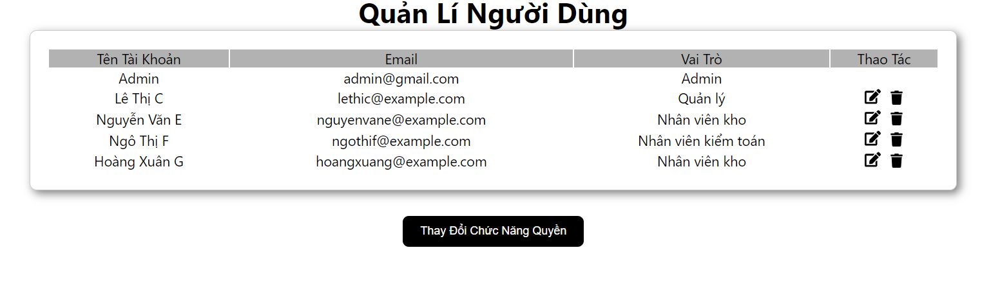 Quản Lí Người Dùng
Tên Tài Khoản Email Vai Trò Thao Tác
Admin admin@gmail.com Admin
Lê Thị C lethic@example.com Quản lý
Nguyễn Văn E nguyenvane@example.com Nhân viên kho
Ngô Thị F ngothif@example.com Nhân viên kiểm toán
Hoàng Xuân G hoangxuang@example.com Nhân viên kho
Thay Đổi Chức Năng Quyền